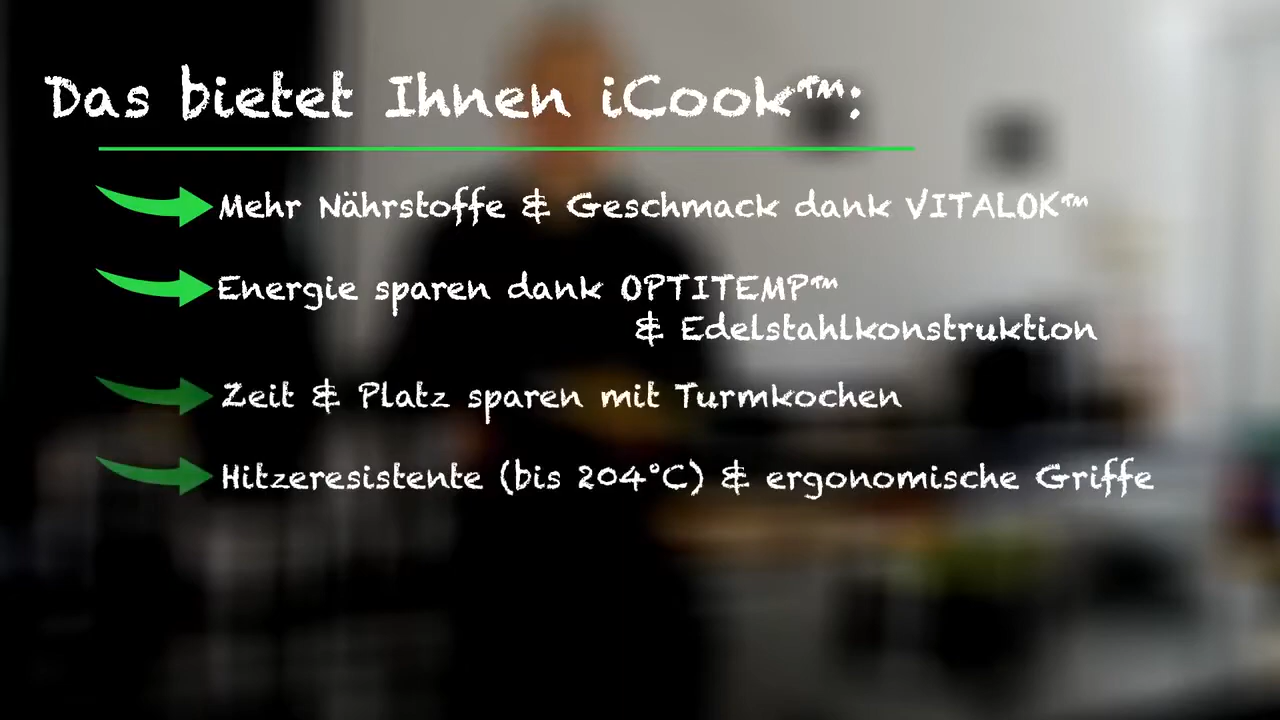 Das bietet Ihnen iCook™:
Mehr Nährstoffe & Geschmack dank VITALOK™
Energie sparen dank OPTITEMP™
& Edelstahlkonstruktion
Zeit & Platz sparen mit Turmkochen
Hitzeresistente (bis 204°C) & ergonomische Griffe